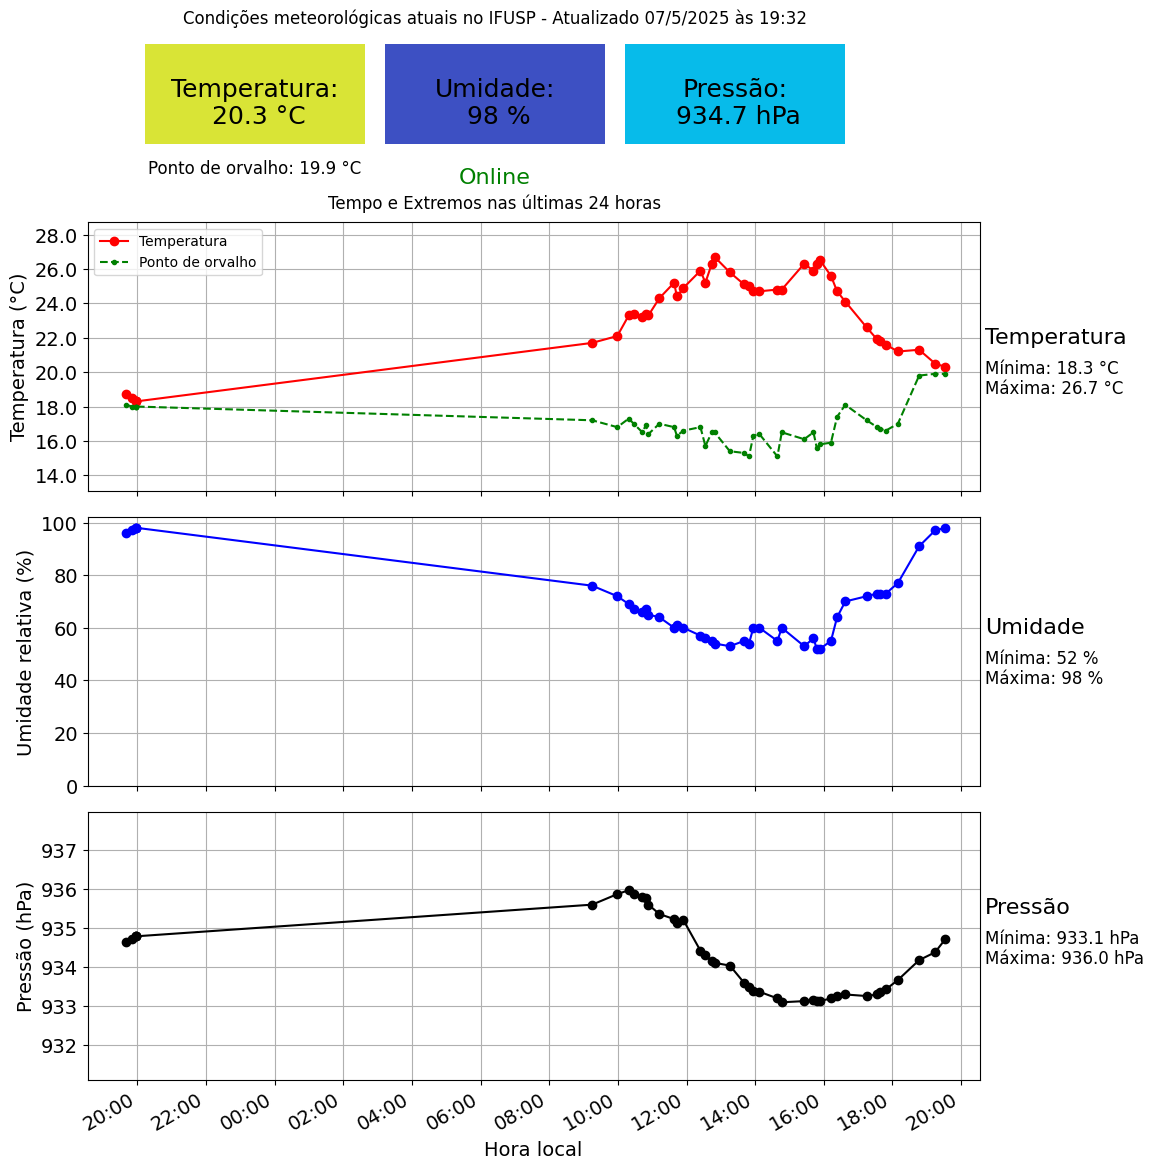 Condições meteorológicas atuais no IFUSP - Atualizado 07/5/2025 às 19:32
Temperatura:
20.3 °C
Umidade:
98 %
Pressão:
934.7 hPa
Ponto de orvalho: 19.9 °C
Online
Tempo e Extremos nas últimas 24 horas
Temperatura (°C)
28.0
26.0
24.0
22.0
20.0
18.0
16.0
14.0
Temperatura
Ponto de orvalho
Temperatura
Mínima: 18.3 °C
Máxima: 26.7 °C
Umidade relativa (%)
100
80
60
40
20
0
Umidade
Mínima: 52 %
Máxima: 98 %
Pressão (hPa)
937
936
935
934
933
932
Pressão
Mínima: 933.1 hPa
Máxima: 936.0 hPa
20:00 22:00 00:00 02:00 04:00 06:00 08:00 10:00 12:00 14:00 16:00 18:00 20:00
Hora local